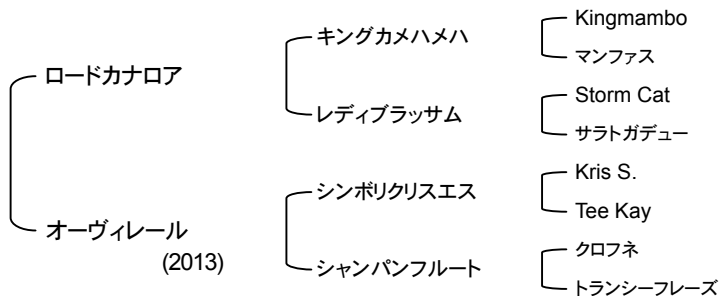 ロードカナロア
オーヴィレール
(2013)
キングカメハメハ
レディブラッサム
シンボリクリスエス
シャンパンフルート
Kingmambo
マンファス
Storm Cat
サラトガデュー
Kris S.
Tee Kay
クロフネ
トランシーフレーズ